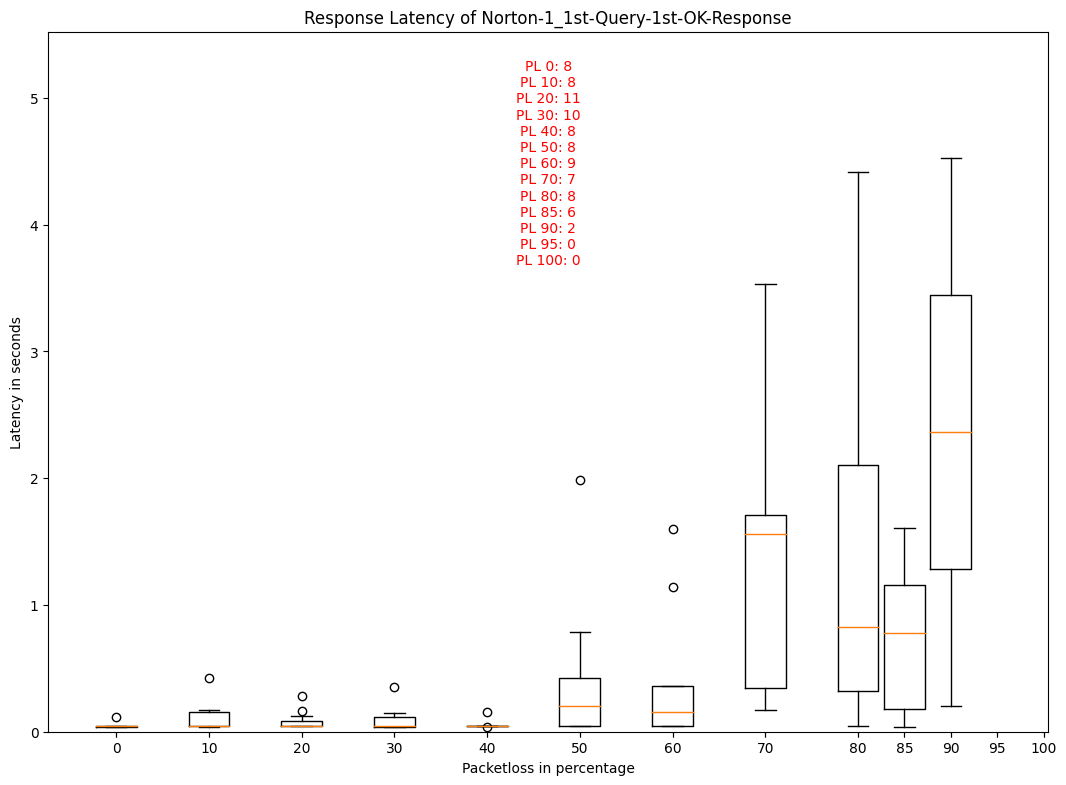 Response Latency of Norton-1_1st-Query-1st-OK-Response
PL 0: 8
PL 10: 8
PL 20: 11
PL 30: 10
PL 40: 8
PL 50: 8
PL 60: 9
PL 70: 7
PL 80: 8
PL 85: 6
PL 90: 2
PL 95: 0
PL 100: 0
Latency in seconds
5
4
3
2
1
0
0 10 20 30 40 50 60 70 80 85 90 95 100
Packetloss in percentage